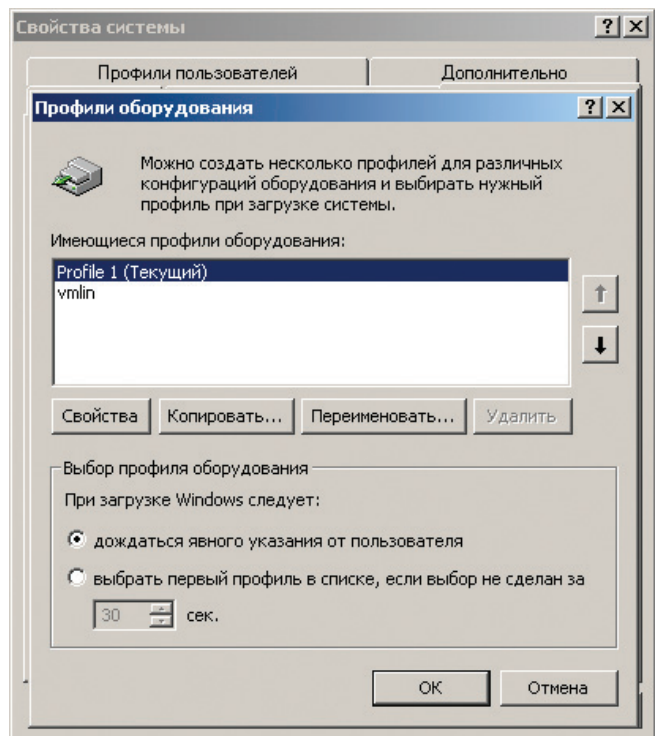 Свойства системы
Профили пользователей
Дополнительно
Профили оборудования
Можно создать несколько профилей для различных
конфигураций оборудования и выбирать нужный
профиль при загрузке системы.
Имеющиеся профили оборудования:
Profile 1 (Текущий)
vmlin
Свойства
Копировать...
Переименовать...
Удалить
Выбор профиля оборудования
При загрузке Windows следует:
дождаться явного указания от пользователя
выбрать первый профиль в списке, если выбор не сделан за
30 сек.
ОК
Отмена